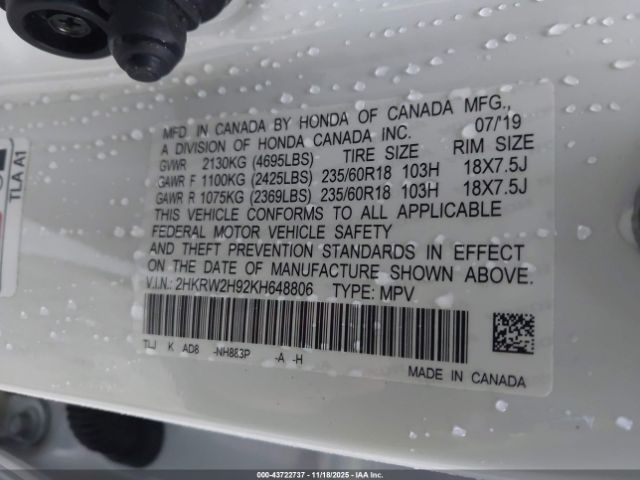 TLA A1
MFD. IN CANADA BY HONDA OF CANADA MFG.,
A DIVISION OF HONDA CANADA INC. 07/19
GVWR 2130KG (4695LBS) TIRE SIZE RIM SIZE
GAWR F 1100KG (2425LBS) 235/60R18 103H 18X7.5J
GAWR R 1075KG (2369LBS) 235/60R18 103H 18X7.5J
THIS VEHICLE CONFORMS TO ALL APPLICABLE
FEDERAL MOTOR VEHICLE SAFETY
AND THEFT PREVENTION STANDARDS IN EFFECT
ON THE DATE OF MANUFACTURE SHOWN ABOVE.
V.I.N.: 2HKRW2H92KH648806 TYPE: MPV
TLJ K AD8 -NH883P -A -H
MADE IN CANADA
000-43722737 - 11/18/2025 - IAAI Inc.